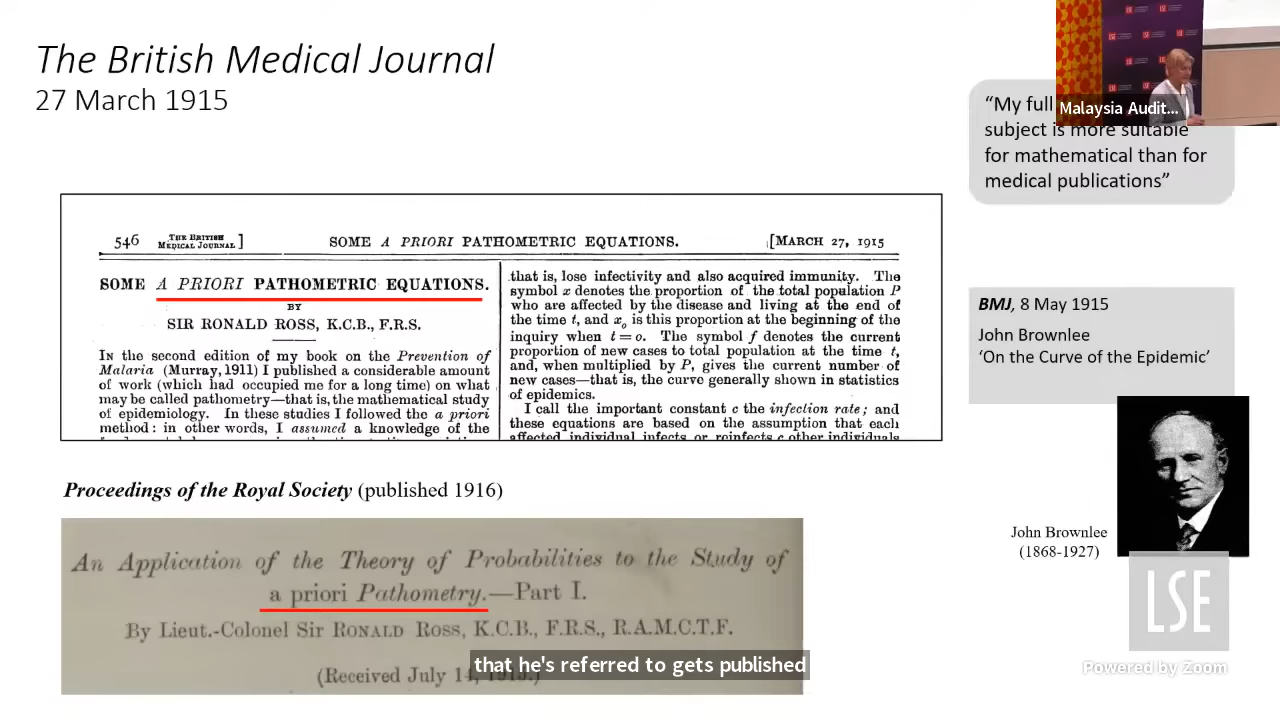 The British Medical Journal
27 March 1915
“My full
subject is more suitable
for mathematical than for
medical publications”
Malaysia Audit...
546 THE BRITISH MEDICAL JOURNAL ] SOME A PRIORI PATHOMETRIC EQUATIONS. [MARCH 27, 1915
SOME A PRIORI PATHOMETRIC EQUATIONS.
BY
SIR RONALD ROSS, K.C.B., F.R.S.
IN the second edition of my book on the Prevention of
Malaria (Murray, 1911) I published a considerable amount
of work (which had occupied me for a long time) on what
may be called pathometry—that is, the mathematical study
of epidemiology. In these studies I followed the a priori
method: in other words, I assumed a knowledge of the
that is, lose infectivity and also acquired immunity. The
symbol x denotes the proportion of the total population P
who are affected by the disease and living at the end of
the time t, and x₀ is this proportion at the beginning of the
inquiry when t=o. The symbol f denotes the current
proportion of new cases to total population at the time t,
and, when multiplied by P, gives the current number of
new cases—that is, the curve generally shown in statistics
of epidemics.
I call the important constant c the infection rate; and
these equations are based on the assumption that each
affected individual infects or reinfects c other individuals
BMJ, 8 May 1915
John Brownlee
‘On the Curve of the Epidemic’
John Brownlee
(1868-1927)
Proceedings of the Royal Society (published 1916)
An Application of the Theory of Probabilities to the Study of
a priori Pathometry.—Part I.
By Lieut.-Colonel Sir RONALD ROSS, K.C.B., F.R.S., R.A.M.C.T.F.
(Received July 14,
that he's referred to gets published
LSE
Powered by Zoom